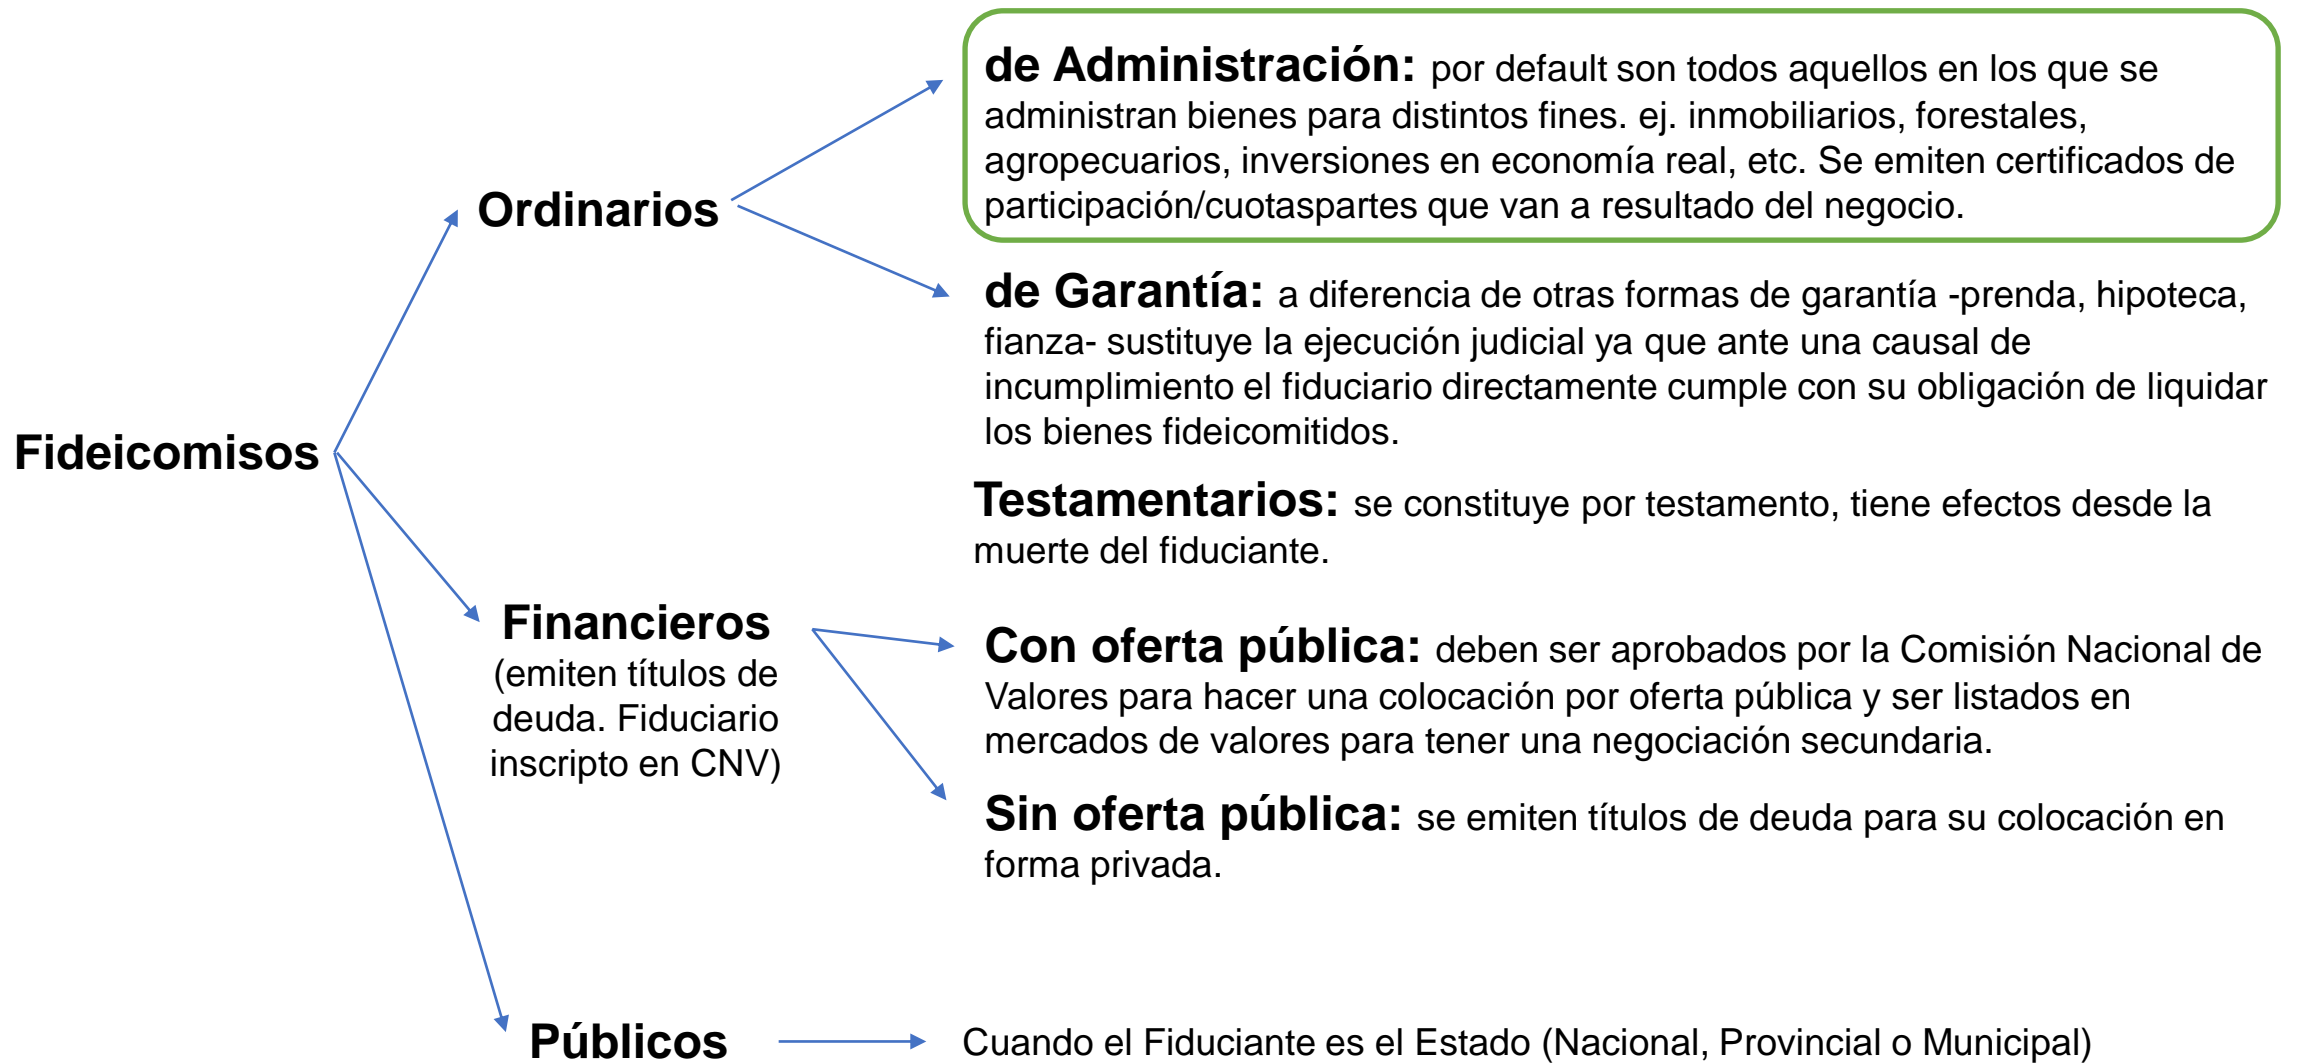 de Administración: por default son todos aquellos en los que se
administran bienes para distintos fines. ej. inmobiliarios, forestales,
agropecuarios, inversiones en economía real, etc. Se emiten certificados de
participación/cuotaspartes que van a resultado del negocio.
Ordinarios
de Garantía: a diferencia de otras formas de garantía -prenda, hipoteca,
fianza- sustituye la ejecución judicial ya que ante una causal de
incumplimiento el fiduciario directamente cumple con su obligación de liquidar
los bienes fideicomitidos.
Fideicomisos
Testamentarios: se constituye por testamento, tiene efectos desde la
muerte del fiduciante.
Financieros
(emiten títulos de
deuda. Fiduciario
inscripto en CNV)
Con oferta pública: deben ser aprobados por la Comisión Nacional de
Valores para hacer una colocación por oferta pública y ser listados en
mercados de valores para tener una negociación secundaria.
Sin oferta pública: se emiten títulos de deuda para su colocación en
forma privada.
Públicos
Cuando el Fiduciante es el Estado (Nacional, Provincial o Municipal)